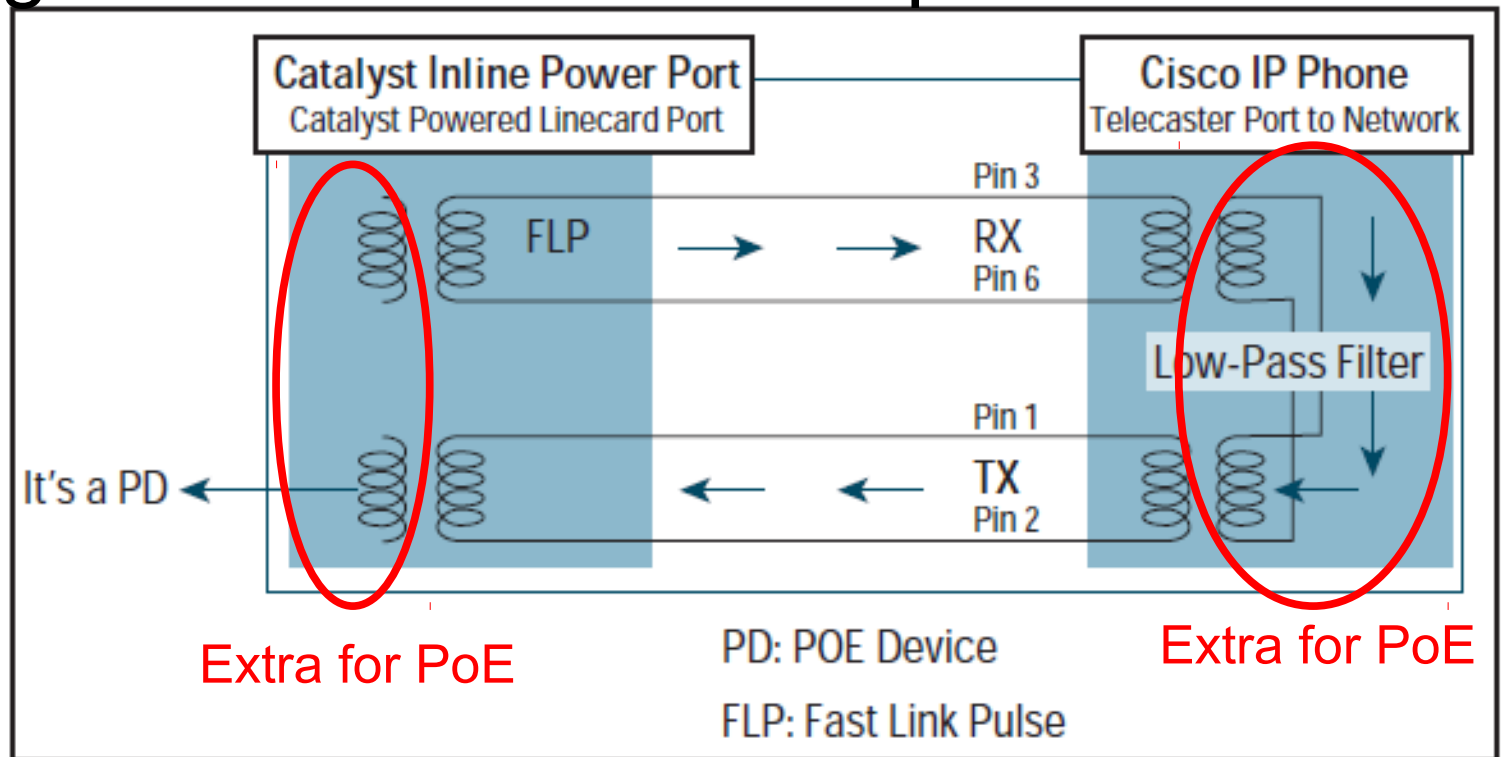 Catalyst Inline Power Port
Catalyst Powered Linecard Port
Cisco IP Phone
Telecaster Port to Network
Pin 3
FLP
RX
Pin 6
Low-Pass Filter
Pin 1
It's a PD
TX
Pin 2
Extra for PoE
PD: POE Device
Extra for PoE
FLP: Fast Link Pulse